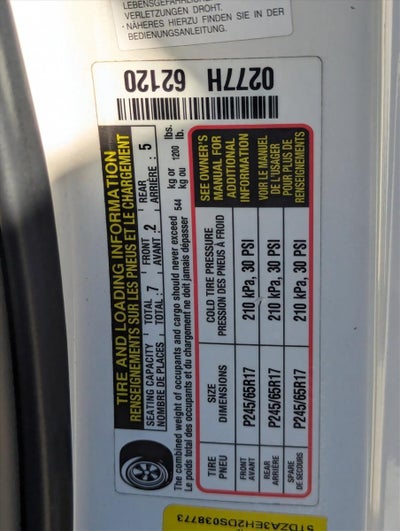 LEBENSGEFÄHRLICHE
VERLETZUNGEN DROHT.
· NÄHERES HIERZU SIEHE IN DER
BEDIENUNGSANLEITUNG.
0277H 62120
TIRE AND LOADING INFORMATION
RENSEIGNEMENTS SUR LES PNEUS ET LE CHARGEMENT
SEATING CAPACITY TOTAL : 7 FRONT : 2 REAR : 5
NOMBRE DE PLACES TOTAL : 7 AVANT : 2 ARRIÈRE : 5
The combined weight of occupants and cargo should never exceed 544 kg or 1200 lbs.
Le poids total des occupants et du chargement ne doit jamais dépasser kg ou lb.
TIRE SIZE COLD TIRE PRESSURE
PNEU DIMENSIONS PRESSION DES PNEUS À FROID
FRONT
AVANT P245/65R17 210 kPa, 30 PSI
REAR
ARRIÈRE P245/65R17 210 kPa, 30 PSI
SPARE
DE SECOURS P245/65R17 210 kPa, 30 PSI
SEE OWNER'S
MANUAL FOR
ADDITIONAL
INFORMATION
VOIR LE MANUEL
DE L'USAGER
POUR PLUS DE
RENSEIGNEMENTS
5TDZA3EH2DS038773